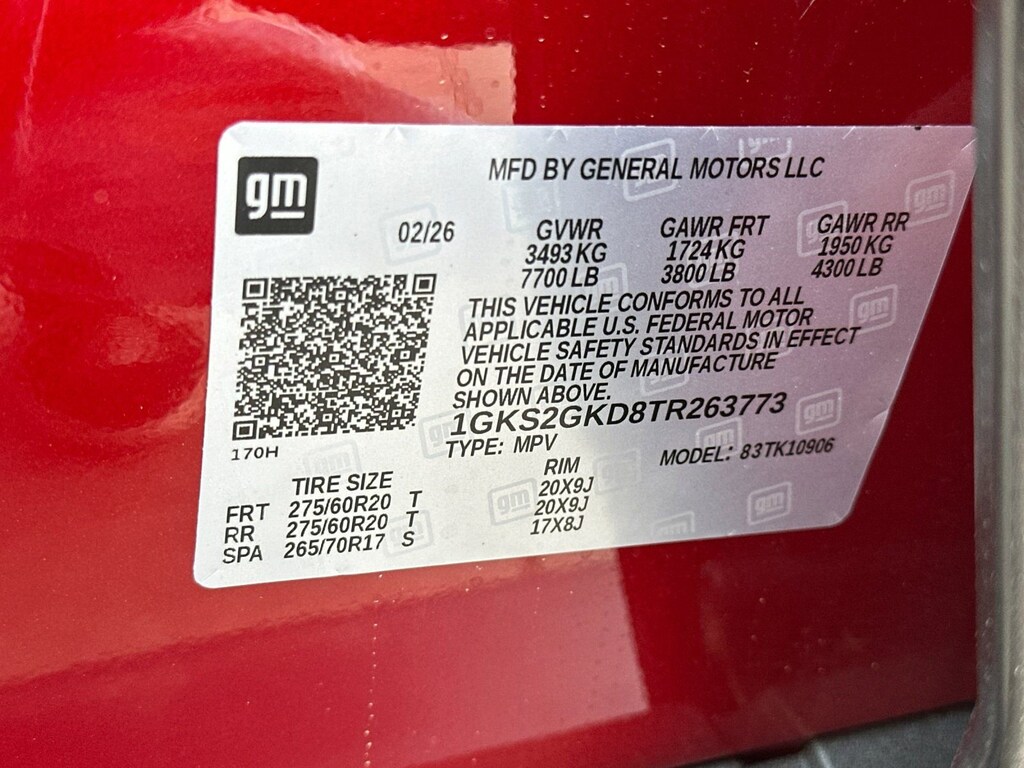 gm
MFD BY GENERAL MOTORS LLC
02/26
GVWR GAWR FRT GAWR RR
3493 KG 1724 KG 1950 KG
7700 LB 3800 LB 4300 LB
THIS VEHICLE CONFORMS TO ALL
APPLICABLE U.S. FEDERAL MOTOR
VEHICLE SAFETY STANDARDS IN EFFECT
ON THE DATE OF MANUFACTURE
SHOWN ABOVE.
1GKS2GKD8TR263773
TYPE: MPV MODEL: 83TK10906
170H
TIRE SIZE RIM
FRT 275/60R20 T 20X9J
RR 275/60R20 T 20X9J
SPA 265/70R17 S 17X8J